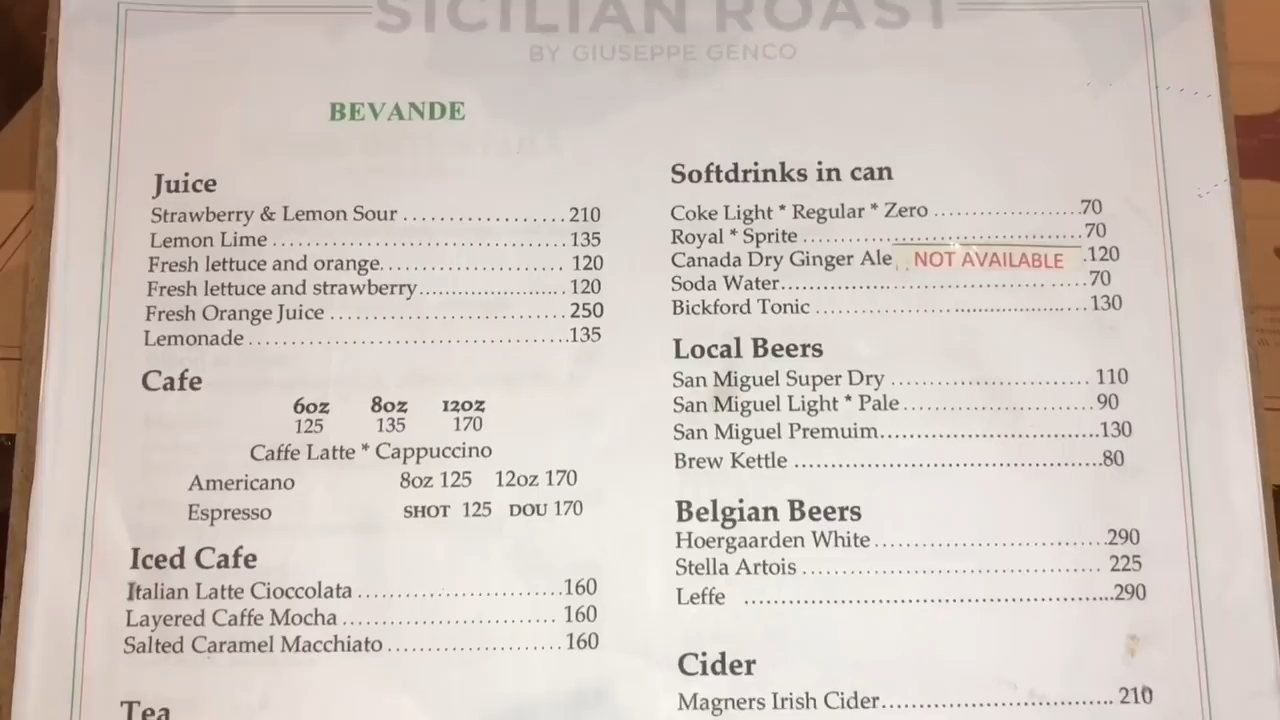 SICILIAN ROAST
BY GIUSEPPE GENCO
BEVANDE
Juice
Strawberry & Lemon Sour ................. 210
Lemon Lime ................................ 135
Fresh lettuce and orange. .................. 120
Fresh lettuce and strawberry ............... 120
Fresh Orange Juice ......................... 250
Lemonade .................................. 135
Cafe
6oz 8oz 12oz
125 135 170
Caffe Latte * Cappuccino
Americano 8oz 125 12oz 170
Espresso SHOT 125 DOU 170
Iced Cafe
Italian Latte Cioccolata ..................... 160
Layered Caffe Mocha ....................... 160
Salted Caramel Macchiato .................. 160
Tea
Softdrinks in can
Coke Light * Regular * Zero ................. 70
Royal * Sprite .............................. 70
Canada Dry Ginger Ale NOT AVAILABLE 120
Soda Water ................................ 70
Bickford Tonic ............................. 130
Local Beers
San Miguel Super Dry ...................... 110
San Miguel Light * Pale .................... 90
San Miguel Premuim ....................... 130
Brew Kettle ................................ 80
Belgian Beers
Hoergaarden White ........................ 290
Stella Artois ............................... 225
Leffe ...................................... 290
Cider
Magners Irish Cider ........................ 210